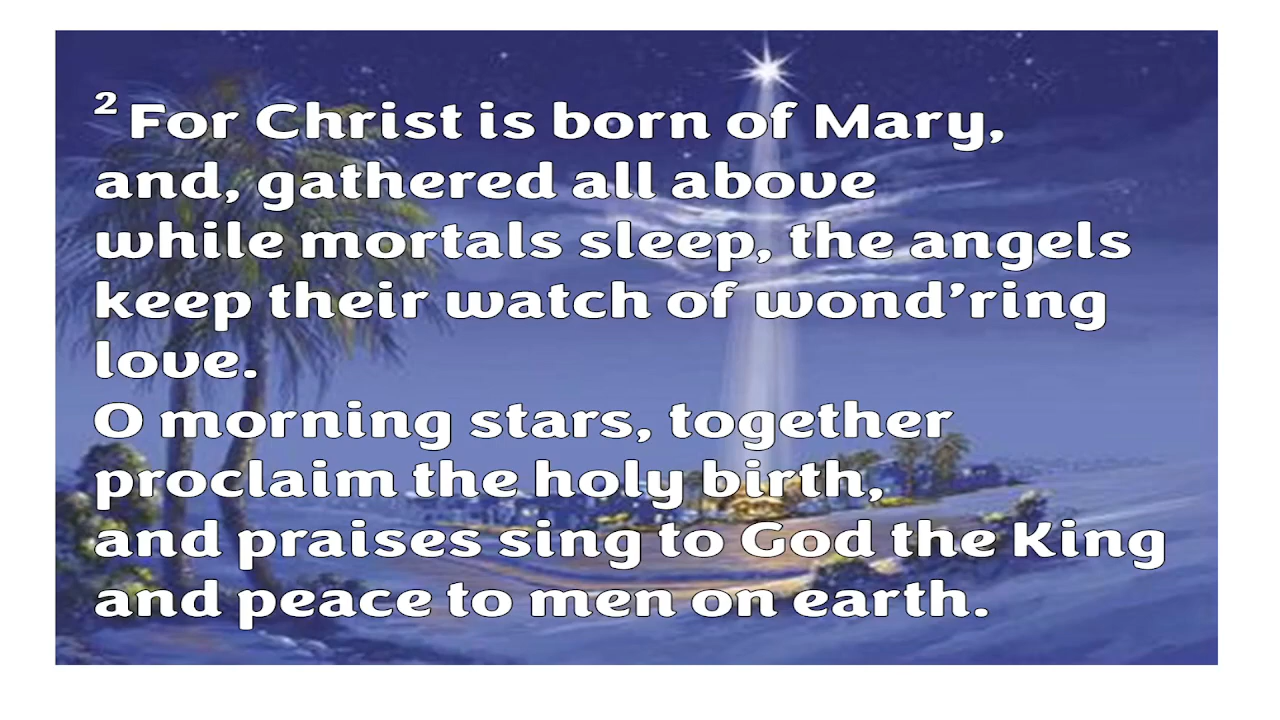 ² For Christ is born of Mary,
and, gathered all above
while mortals sleep, the angels
keep their watch of wond’ring
love.
O morning stars, together
proclaim the holy birth,
and praises sing to God the King
and peace to men on earth.